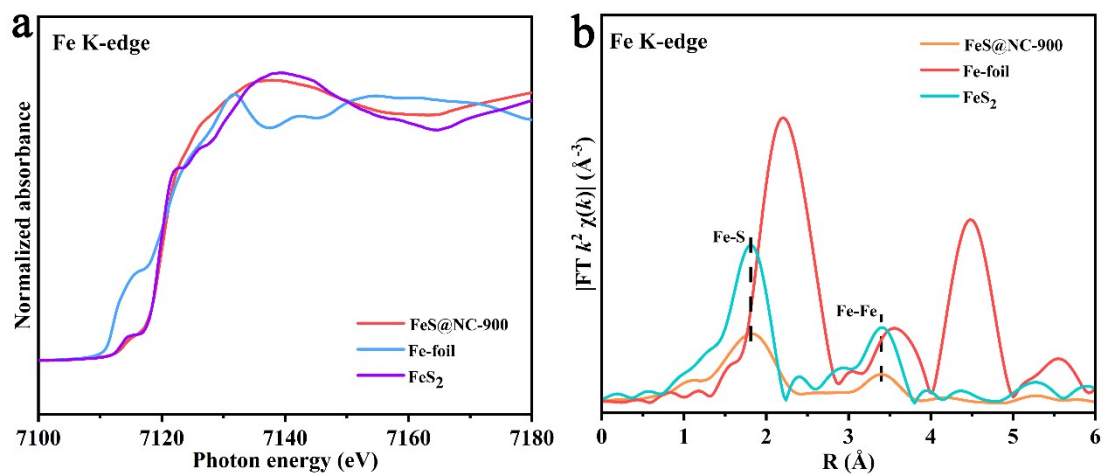 a
Fe K-edge
Normalized absorbance
FeS@NC-900
Fe-foil
FeS₂
7100 7120 7140 7160 7180
Photon energy (eV)
b
Fe K-edge
FeS@NC-900
Fe-foil
FeS₂
|FT k² χ(k)| (Å⁻³)
Fe-S
Fe-Fe
0 1 2 3 4 5 6
R (Å)